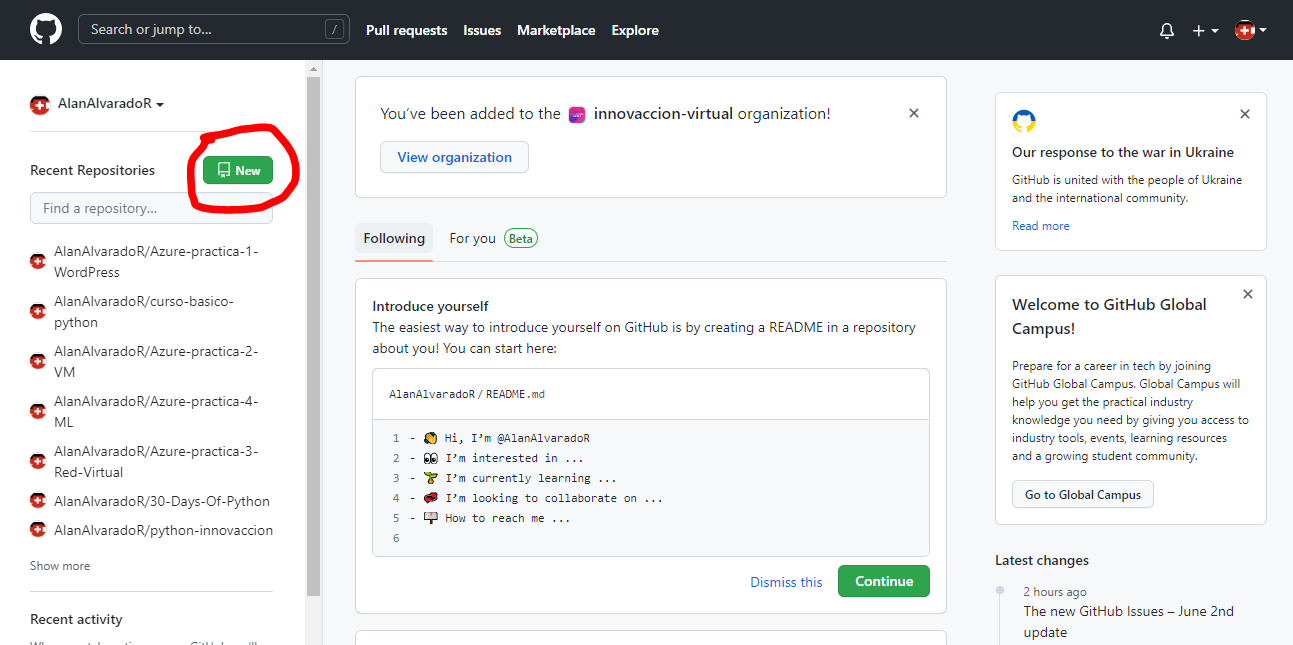 Search or jump to... /
Pull requests
Issues
Marketplace
Explore
AlanAlvaradoR
Recent Repositories
New
Find a repository…
AlanAlvaradoR/Azure-practica-1-
WordPress
AlanAlvaradoR/curso-basico-
python
AlanAlvaradoR/Azure-practica-2-
VM
AlanAlvaradoR/Azure-practica-4-
ML
AlanAlvaradoR/Azure-practica-3-
Red-Virtual
AlanAlvaradoR/30-Days-Of-Python
AlanAlvaradoR/python-innovaccion
Show more
Recent activity
You've been added to the innovaccion-virtual organization!
View organization
Following
For you Beta
Introduce yourself
The easiest way to introduce yourself on GitHub is by creating a README in a repository
about you! You can start here:
AlanAlvaradoR / README.md
1 - 👋 Hi, I'm @AlanAlvaradoR
2 - 👀 I'm interested in ...
3 - 🌱 I'm currently learning ...
4 - 💞️ I'm looking to collaborate on ...
5 - 📫 How to reach me ...
6
Dismiss this
Continue
Our response to the war in Ukraine
GitHub is united with the people of Ukraine
and the international community.
Read more
Welcome to GitHub Global
Campus!
Prepare for a career in tech by joining
GitHub Global Campus. Global Campus will
help you get the practical industry
knowledge you need by giving you access to
industry tools, events, learning resources
and a growing student community.
Go to Global Campus
Latest changes
2 hours ago
The new GitHub Issues – June 2nd
update